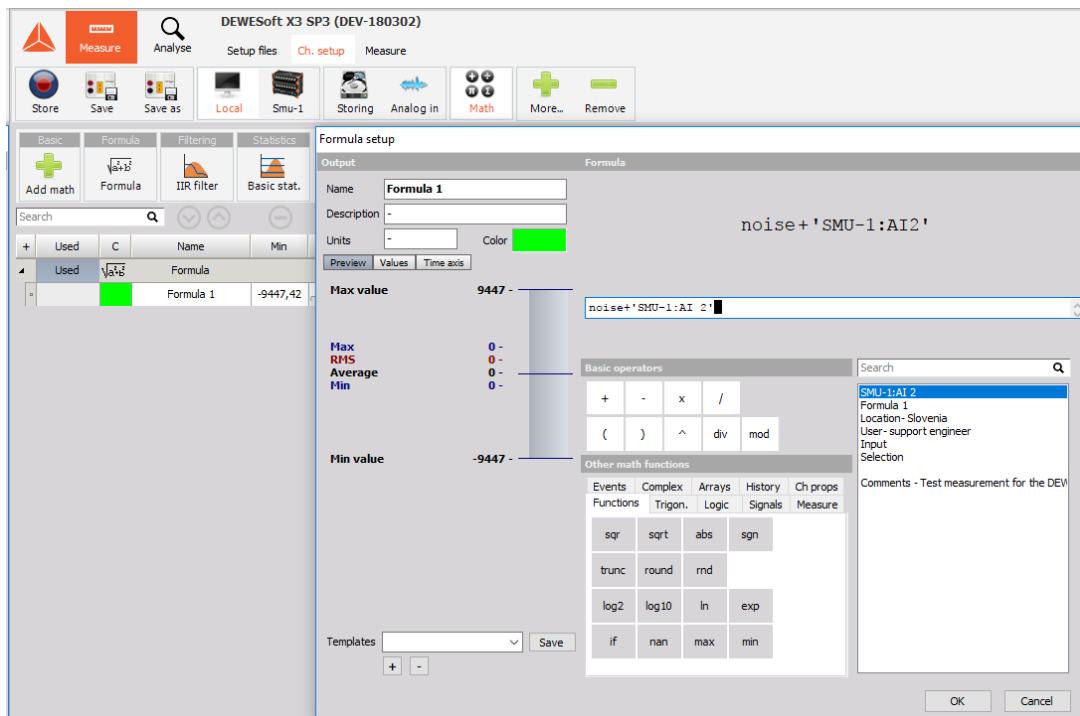 DEWESoft X3 SP3 (DEV-180302)
Measure
Analyse
Setup files Ch. setup Measure
Store Save Save as Local Smu-1 Storing Analog in Math More... Remove
Basic Formula Filtering Statistics
Add math Formula IIR filter Basic stat.
Search
+ Used C Name Min
Used √a²+b² Formula
Formula 1 -9447,42
Formula setup
Output
Name Formula 1
Description -
Units - Color
Preview Values Time axis
Max value 9447 -
Max 0 -
RMS 0 -
Average 0 -
Min 0 -
Min value -9447 -
Templates Save
+ -
Formula
noise+'SMU-1:AI2'
noise+'SMU-1:AI 2'
Basic operators
+ - x /
( ) ^ div mod
Other math functions
Events Complex Arrays History Ch props
Functions Trigon. Logic Signals Measure
sqr sqrt abs sgn
trunc round rnd
log2 log10 ln exp
if nan max min
Search
SMU-1:AI 2
Formula 1
Location- Slovenia
User- support engineer
Input
Selection
Comments - Test measurement for the DEW
OK Cancel